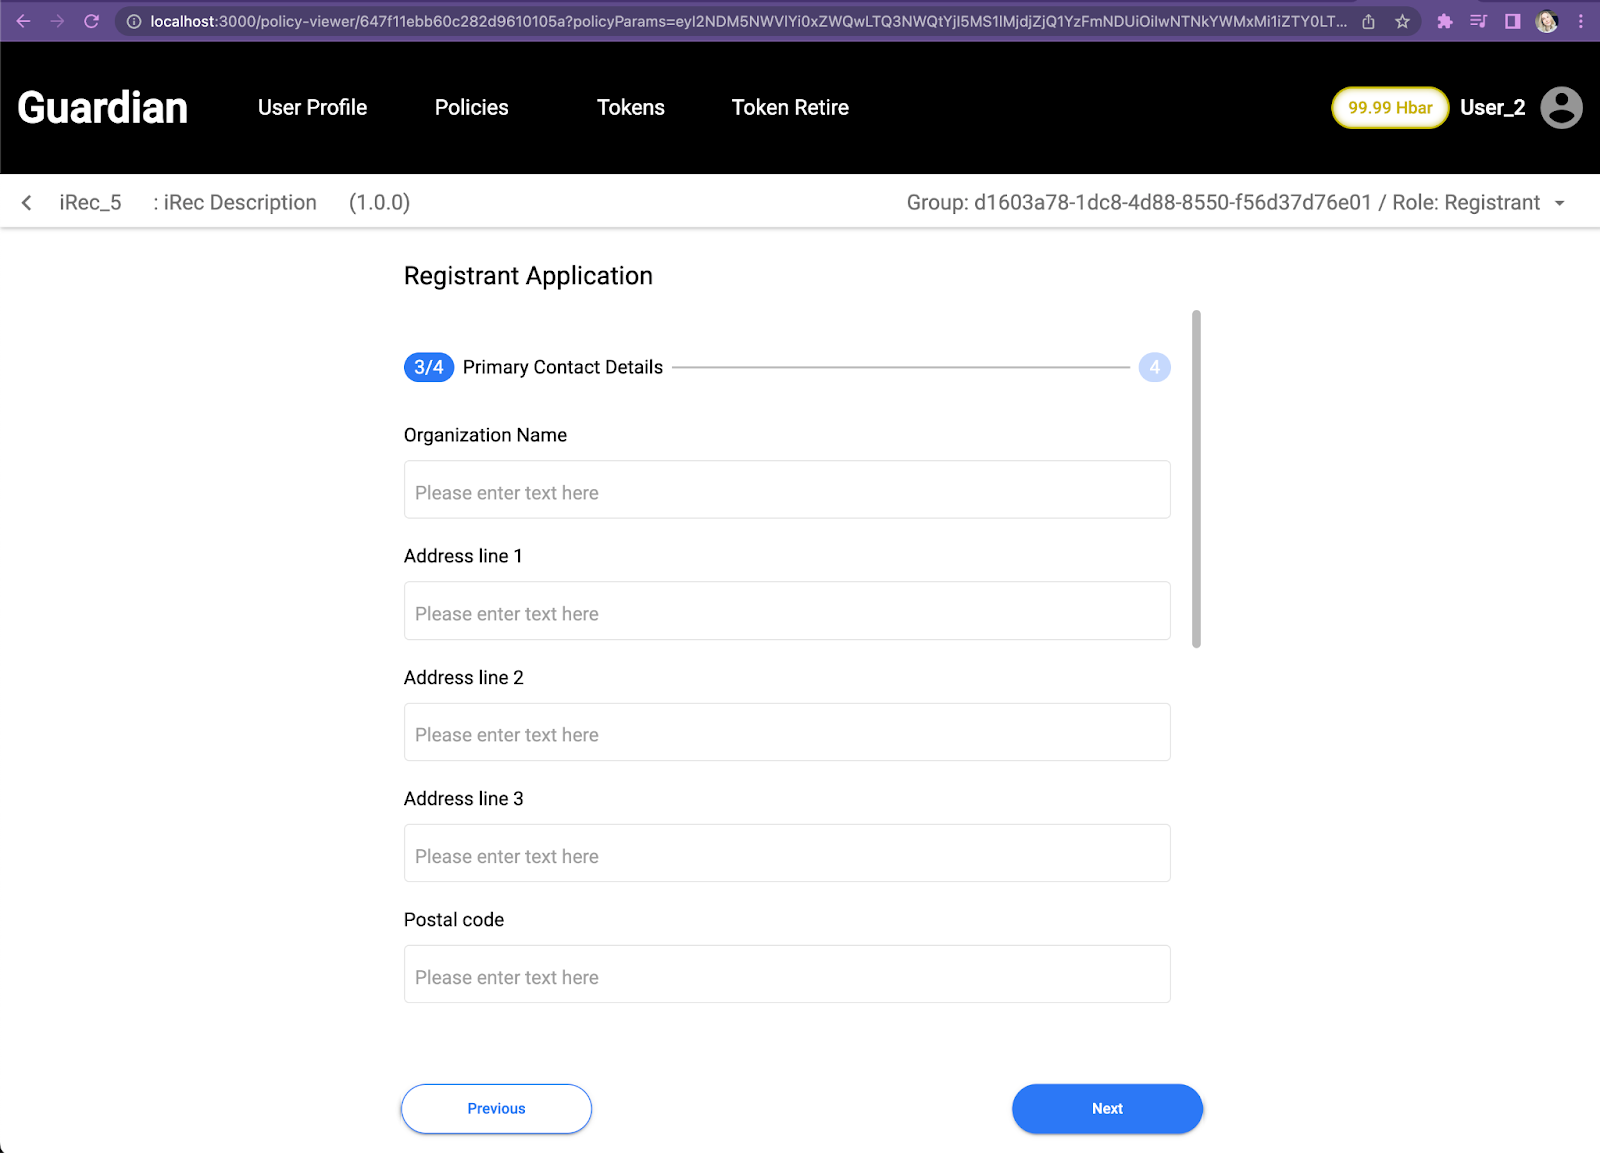 localhost:3000/policy-viewer/647f11ebb60c282d9610105a?policyParams=eyI2NDM5NWVlYi0xZWQwLTQ3NWQtYjI5MS1lMjdjZjQ1YzFmNDUiOiIwNTNkYWMxMi1iZTY0LT...
Guardian User Profile Policies Tokens Token Retire 99.99 Hbar User_2
iRec_5 : iRec Description (1.0.0) Group: d1603a78-1dc8-4d88-8550-f56d37d76e01 / Role: Registrant
Registrant Application
3/4 Primary Contact Details 4
Organization Name
Please enter text here
Address line 1
Please enter text here
Address line 2
Please enter text here
Address line 3
Please enter text here
Postal code
Please enter text here
Previous Next